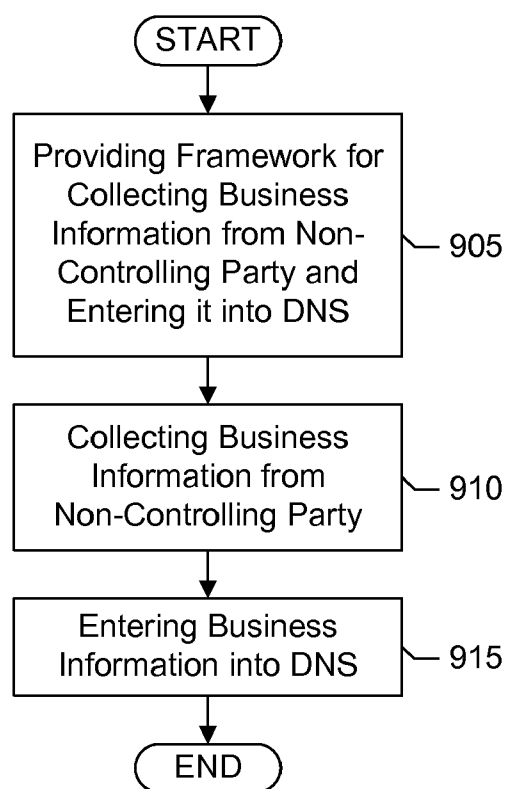 START
Providing Framework for
Collecting Business
Information from Non-
Controlling Party and
Entering it into DNS
905
Collecting Business
Information from
Non-Controlling Party
910
Entering Business
Information into DNS
915
END